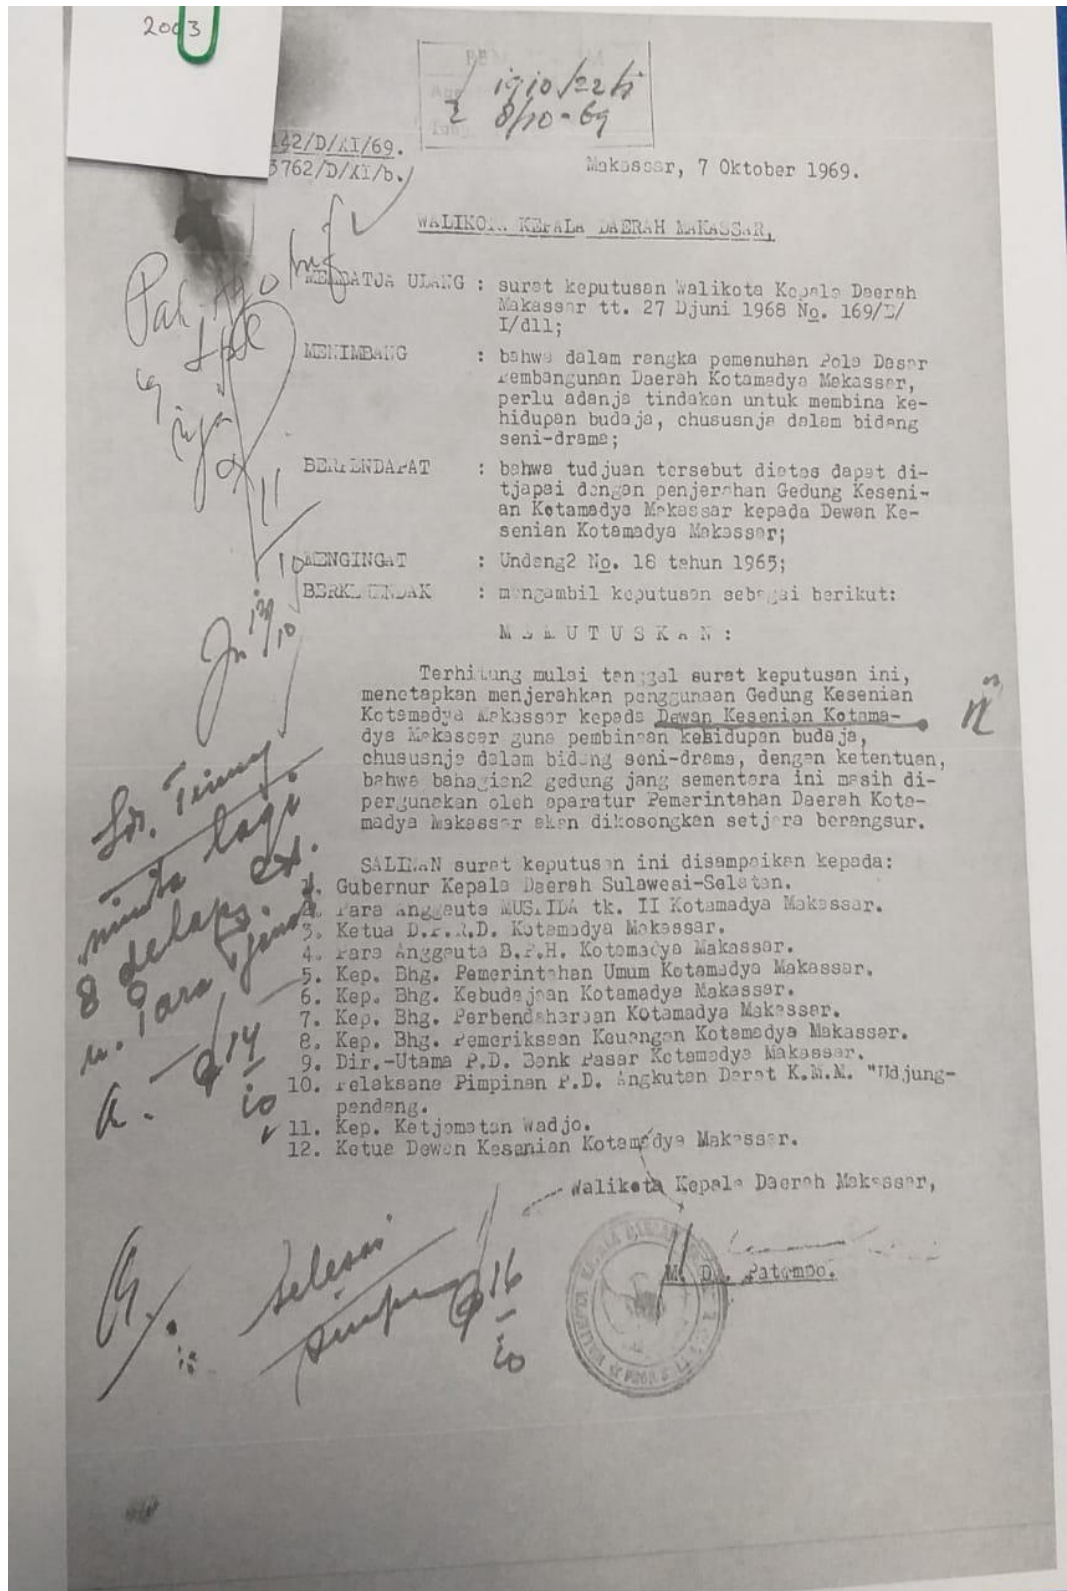 2003
1910/22/
8/10-69
142/D/XI/69.
3762/D/XI/b.
Makassar, 7 Oktober 1969.
WALIKOTA KEPALA DAERAH MAKASSAR,
MEMBATJA ULANG : surat keputusan Walikota Kepala Daerah
Makassar tt. 27 Djuni 1968 No. 169/E/
I/dll;
MENIMBANG : bahwa dalam rangka pemenuhan Pola Dasar
Pembangunan Daerah Kotamadya Makassar,
perlu adanja tindakan untuk membina ke-
hidupan budaja, chususnja dalam bidang
seni-drama;
BERPENDAPAT : bahwa tudjuan tersebut diatas dapat di-
tjapai dengan penjerahan Gedung Keseni-
an Kotamadya Makassar kepada Dewan Ke-
senian Kotamadya Makassar;
MENGINGAT : Undang2 No. 18 tahun 1965;
BERKEHENDAK : mengambil keputusan sebagai berikut:
M E M U T U S K A N :
Terhitung mulai tanggal surat keputusan ini,
menetapkan menjerahkan penggunaan Gedung Kesenian
Kotamadya Makassar kepada Dewan Kesenian Kotama-
dya Makassar guna pembinaan kehidupan budaja,
chususnja dalam bidang seni-drama, dengan ketentuan,
bahwa bahagian2 gedung jang sementara ini masih di-
pergunakan oleh aparatur Pemerintahan Daerah Kota-
madya Makassar akan dikosongkan setjara berangsur.
SALINAN surat keputusan ini disampaikan kepada:
1. Gubernur Kepala Daerah Sulawesi-Selatan.
2. Para Anggauta MUSPIDA tk. II Kotamadya Makassar.
3. Ketua D.P.R.D. Kotamadya Makassar.
4. Para Anggauta B.P.H. Kotamadya Makassar.
5. Kep. Bhg. Pemerintahan Umum Kotamadya Makassar.
6. Kep. Bhg. Kebudajaan Kotamadya Makassar.
7. Kep. Bhg. Perbendaharaan Kotamadya Makassar.
8. Kep. Bhg. Pemeriksaan Keuangan Kotamadya Makassar.
9. Dir.-Utama P.D. Bank Pasar Kotamadya Makassar.
10. Pelaksana Pimpinan P.D. Angkutan Darat K.M.M. "Udjung-
pandang.
11. Kep. Ketjamatan Wadjo.
12. Ketua Dewan Kesenian Kotamadya Makassar.
Walikota Kepala Daerah Makassar,
M. D. Patompo.
Pak
11
10
10
Sdr.
minta lagi
8 ex.
Para
14
10
selesai
simpan
16
10